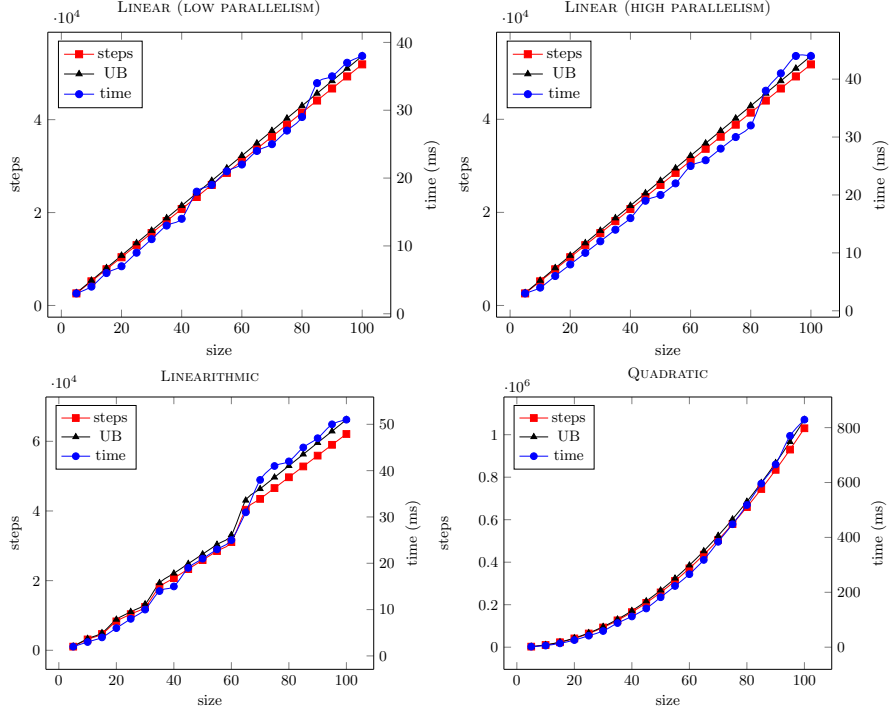 LINEAR (LOW PARALLELISM)
·10^4
steps
UB
time
0
2
4
0
10
20
30
40
0
20
40
60
80
100
steps
time (ms)
size
LINEAR (HIGH PARALLELISM)
·10^4
steps
UB
time
0
2
4
0
10
20
30
40
0
20
40
60
80
100
steps
time (ms)
size
LINEARITHMIC
·10^4
steps
UB
time
0
2
4
6
0
10
20
30
40
50
0
20
40
60
80
100
steps
time (ms)
size
QUADRATIC
·10^6
steps
UB
time
0
0.2
0.4
0.6
0.8
1
0
200
400
600
800
0
20
40
60
80
100
steps
time (ms)
size